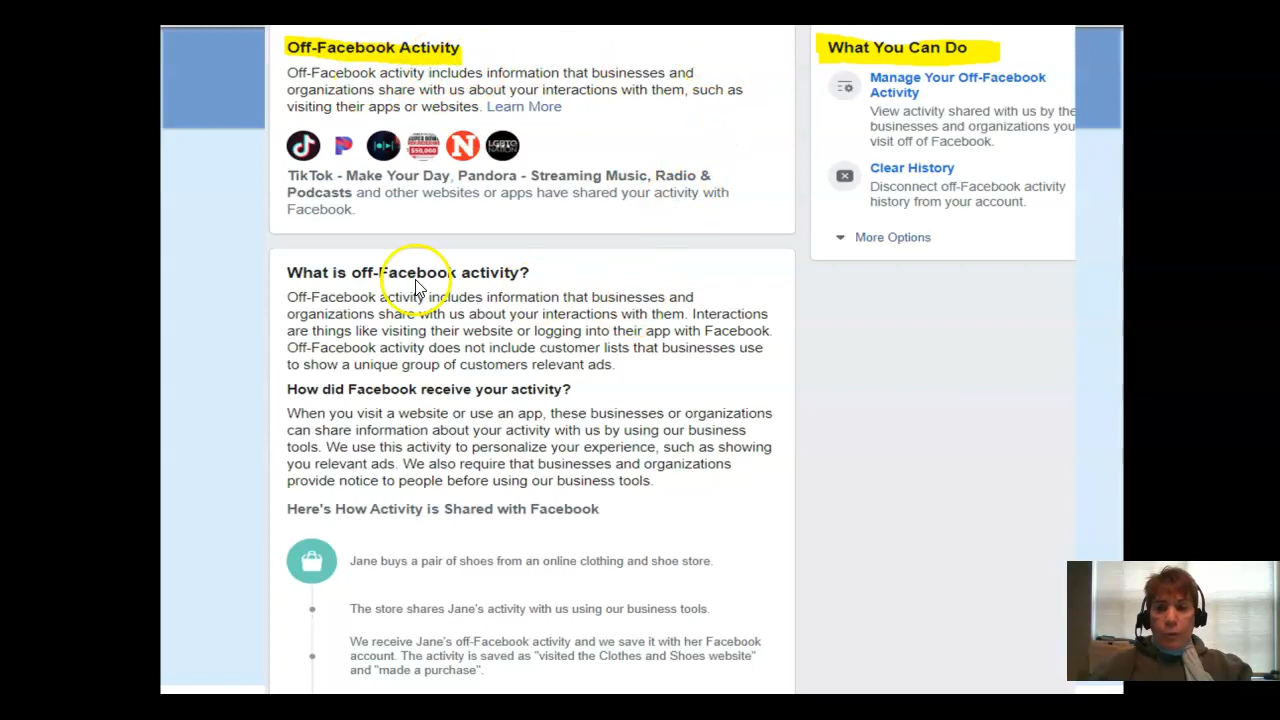 Off-Facebook Activity
Off-Facebook activity includes information that businesses and
organizations share with us about your interactions with them, such as
visiting their apps or websites. Learn More
SUPER BOWL
$50,000
N
LGBTQ
NATION
TikTok - Make Your Day, Pandora - Streaming Music, Radio &
Podcasts and other websites or apps have shared your activity with
Facebook.
What is off-Facebook activity?
Off-Facebook activity includes information that businesses and
organizations share with us about your interactions with them. Interactions
are things like visiting their website or logging into their app with Facebook.
Off-Facebook activity does not include customer lists that businesses use
to show a unique group of customers relevant ads.
How did Facebook receive your activity?
When you visit a website or use an app, these businesses or organizations
can share information about your activity with us by using our business
tools. We use this activity to personalize your experience, such as showing
you relevant ads. We also require that businesses and organizations
provide notice to people before using our business tools.
Here's How Activity is Shared with Facebook
Jane buys a pair of shoes from an online clothing and shoe store.
The store shares Jane's activity with us using our business tools.
We receive Jane's off-Facebook activity and we save it with her Facebook
account. The activity is saved as "visited the Clothes and Shoes website"
and "made a purchase".
What You Can Do
Manage Your Off-Facebook
Activity
View activity shared with us by the
businesses and organizations you
visit off of Facebook.
Clear History
Disconnect off-Facebook activity
history from your account.
More Options